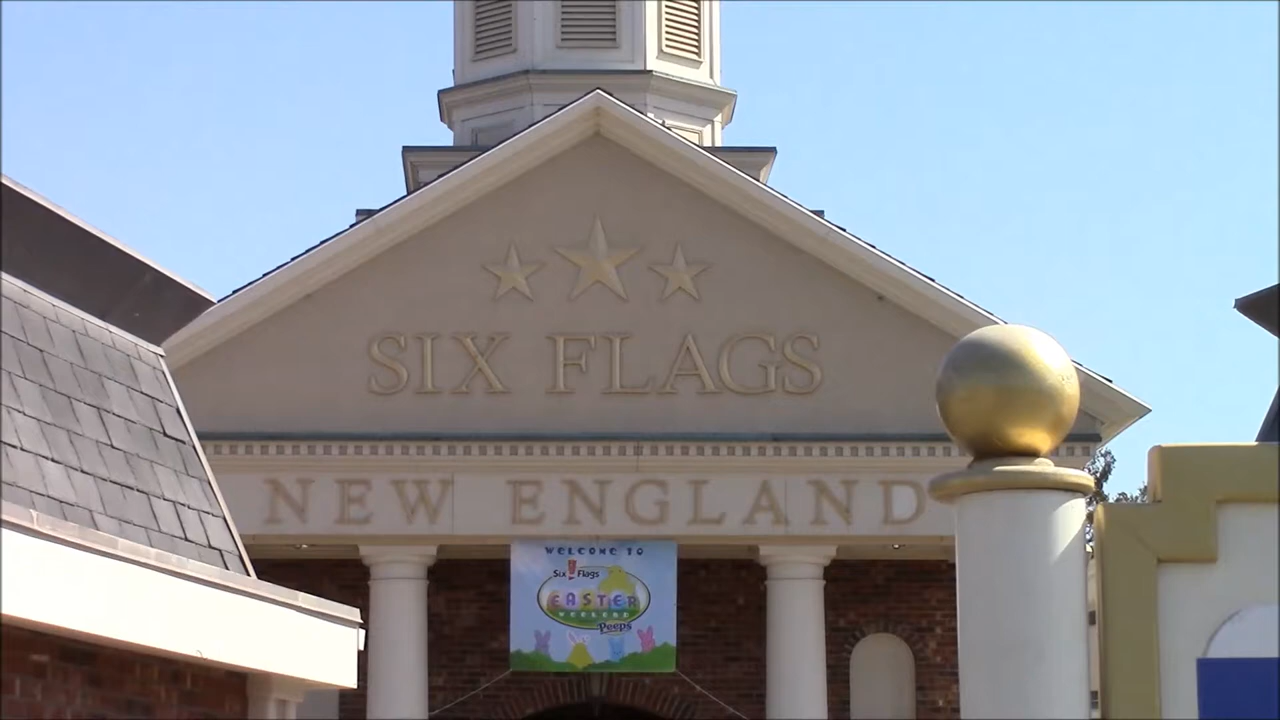 SIX FLAGS
NEW ENGLAND
WELCOME TO
Six Flags
EASTER
WEEKEND
Peeps